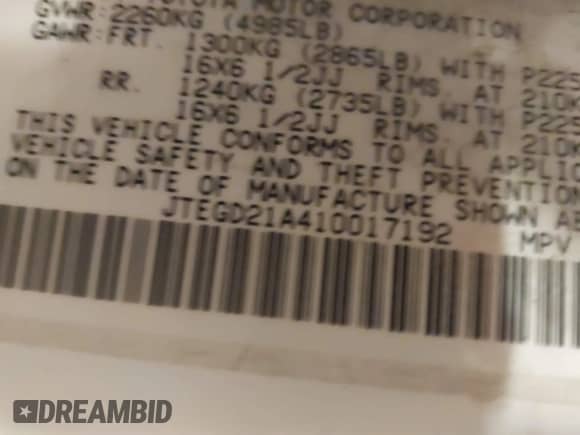 TOYOTA MOTOR CORPORATION
GVWR: 2260KG (4985LB)
GAWR: FRT. 1300KG (2865LB) WITH P225
16X6 1/2JJ RIMS, AT 210K
RR. 1240KG (2735LB) WITH P225
16X6 1/2JJ RIMS, AT 210K
THIS VEHICLE CONFORMS TO ALL APPLIC
VEHICLE SAFETY AND THEFT PREVENTION
ON THE DATE OF MANUFACTURE SHOWN AB
JTEGD21A410017192 MPV
DREAMBID